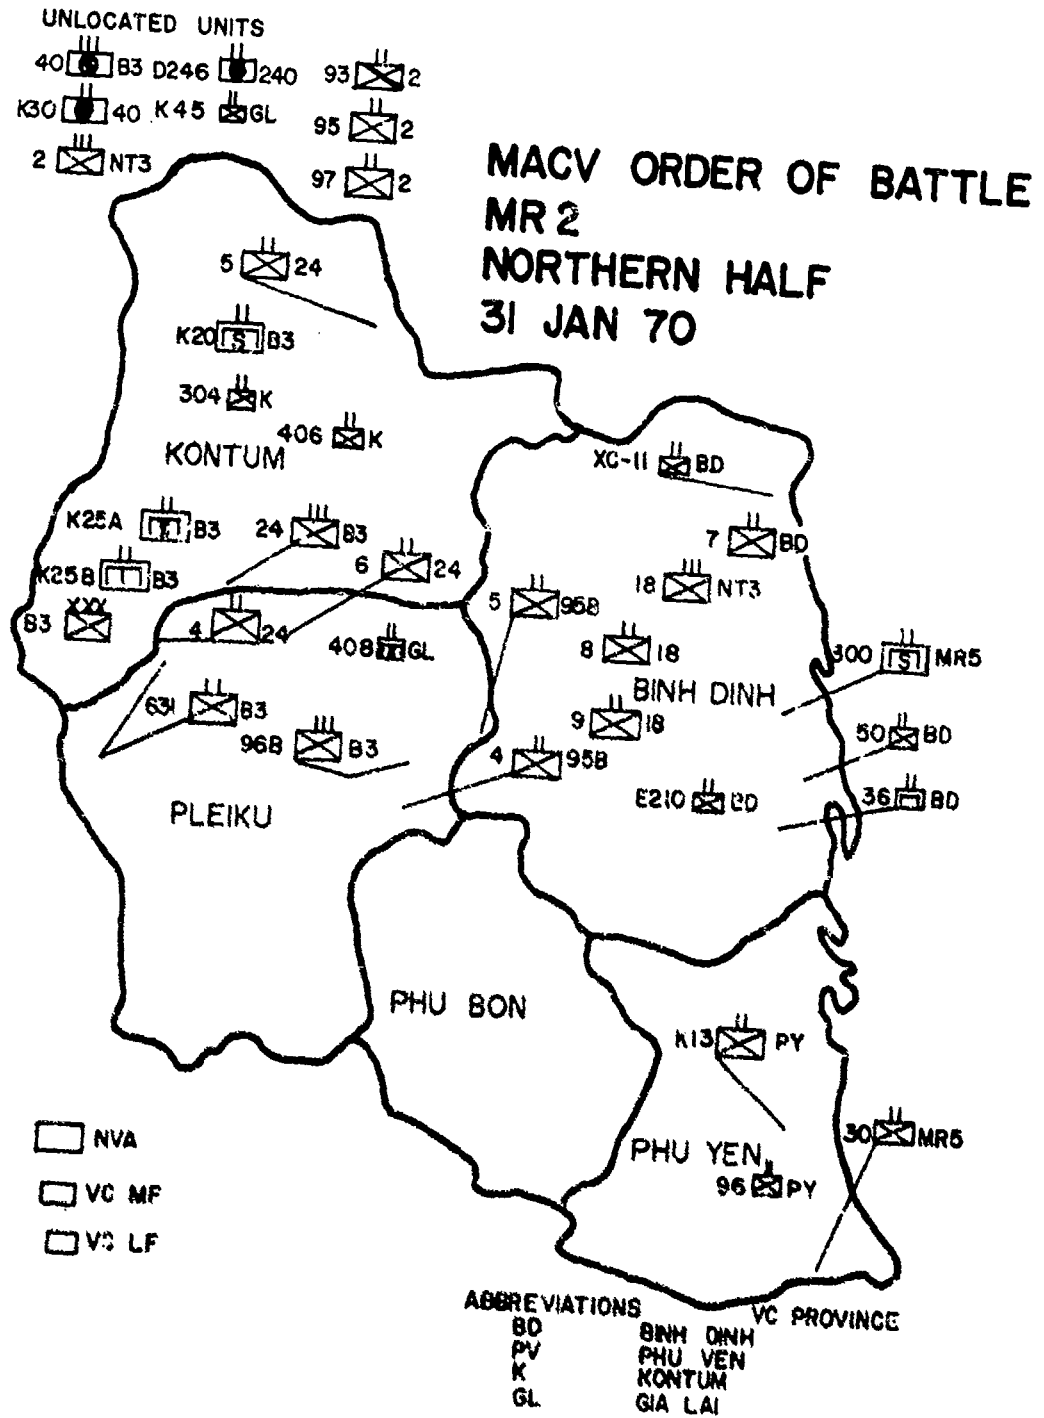 UNLOCATED UNITS
40 B3 D246 240 93 2
K30 40 K45 GL 95 2
2 NT3 97 2
MACV ORDER OF BATTLE
MR 2
NORTHERN HALF
31 JAN 70
5 24
K20 S B3
304 K
406 K
KONTUM
XG-11 BD
K25A B3
24 B3
7 BD
K25B B3
6 24
18 NT3
XXX
B3
4 24
5 95B
408 GL
8 18
300 S MR5
BINH DINH
631 B3
9 18
50 BD
96B B3
4 95B
E210 BD
36 BD
PLEIKU
PHU BON
K13 PY
30 MR5
NVA
PHU YEN
96 PY
VC MF
VC LF
ABBREVIATIONS VC PROVINCE
BD BINH DINH
PV PHU VEN
K KONTUM
GL GIA LAI